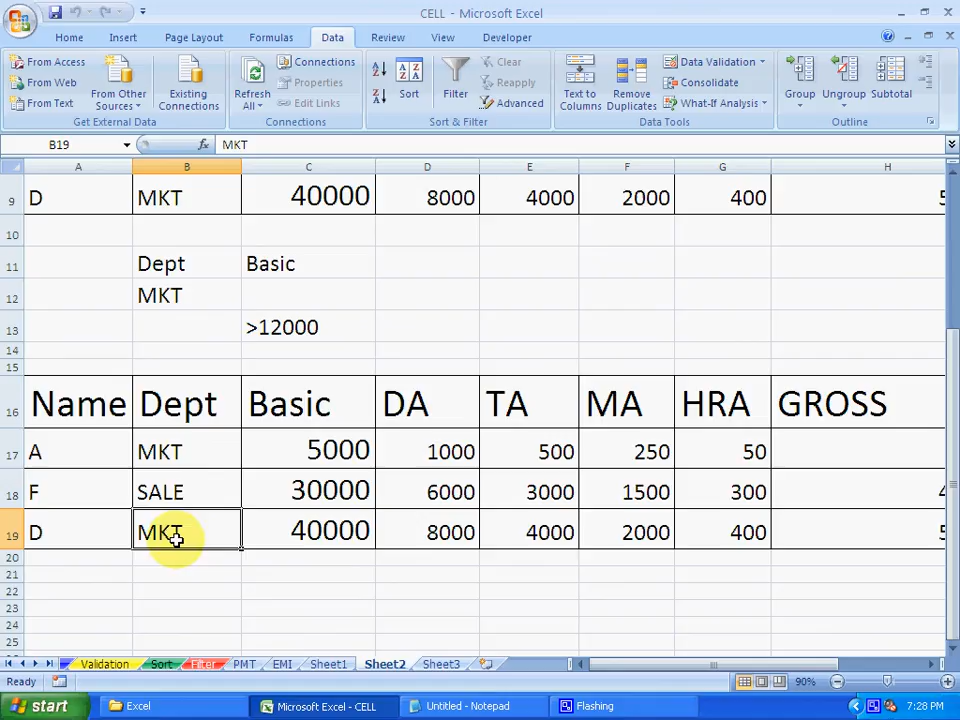 CELL - Microsoft Excel
Home Insert Page Layout Formulas Data Review View Developer
From Access
From Web
From Text
From Other Sources
Existing Connections
Get External Data
Refresh All
Connections
Properties
Edit Links
Connections
Sort
Filter
Clear
Reapply
Advanced
Sort & Filter
Text to Columns
Remove Duplicates
Data Validation
Consolidate
What-If Analysis
Data Tools
Group
Ungroup
Subtotal
Outline
B19 fx MKT
A B C D E F G H
9 D MKT 40000 8000 4000 2000 400 5
10
11 Dept Basic
12 MKT
13 >12000
14
15
16 Name Dept Basic DA TA MA HRA GROSS
17 A MKT 5000 1000 500 250 50
18 F SALE 30000 6000 3000 1500 300 4
19 D MKT 40000 8000 4000 2000 400 5
20
21
22
23
24
25
Validation Sort Filter PMT EMI Sheet1 Sheet2 Sheet3
Ready 90%
start Excel Microsoft Excel - CELL Untitled - Notepad Flashing 7:28 PM